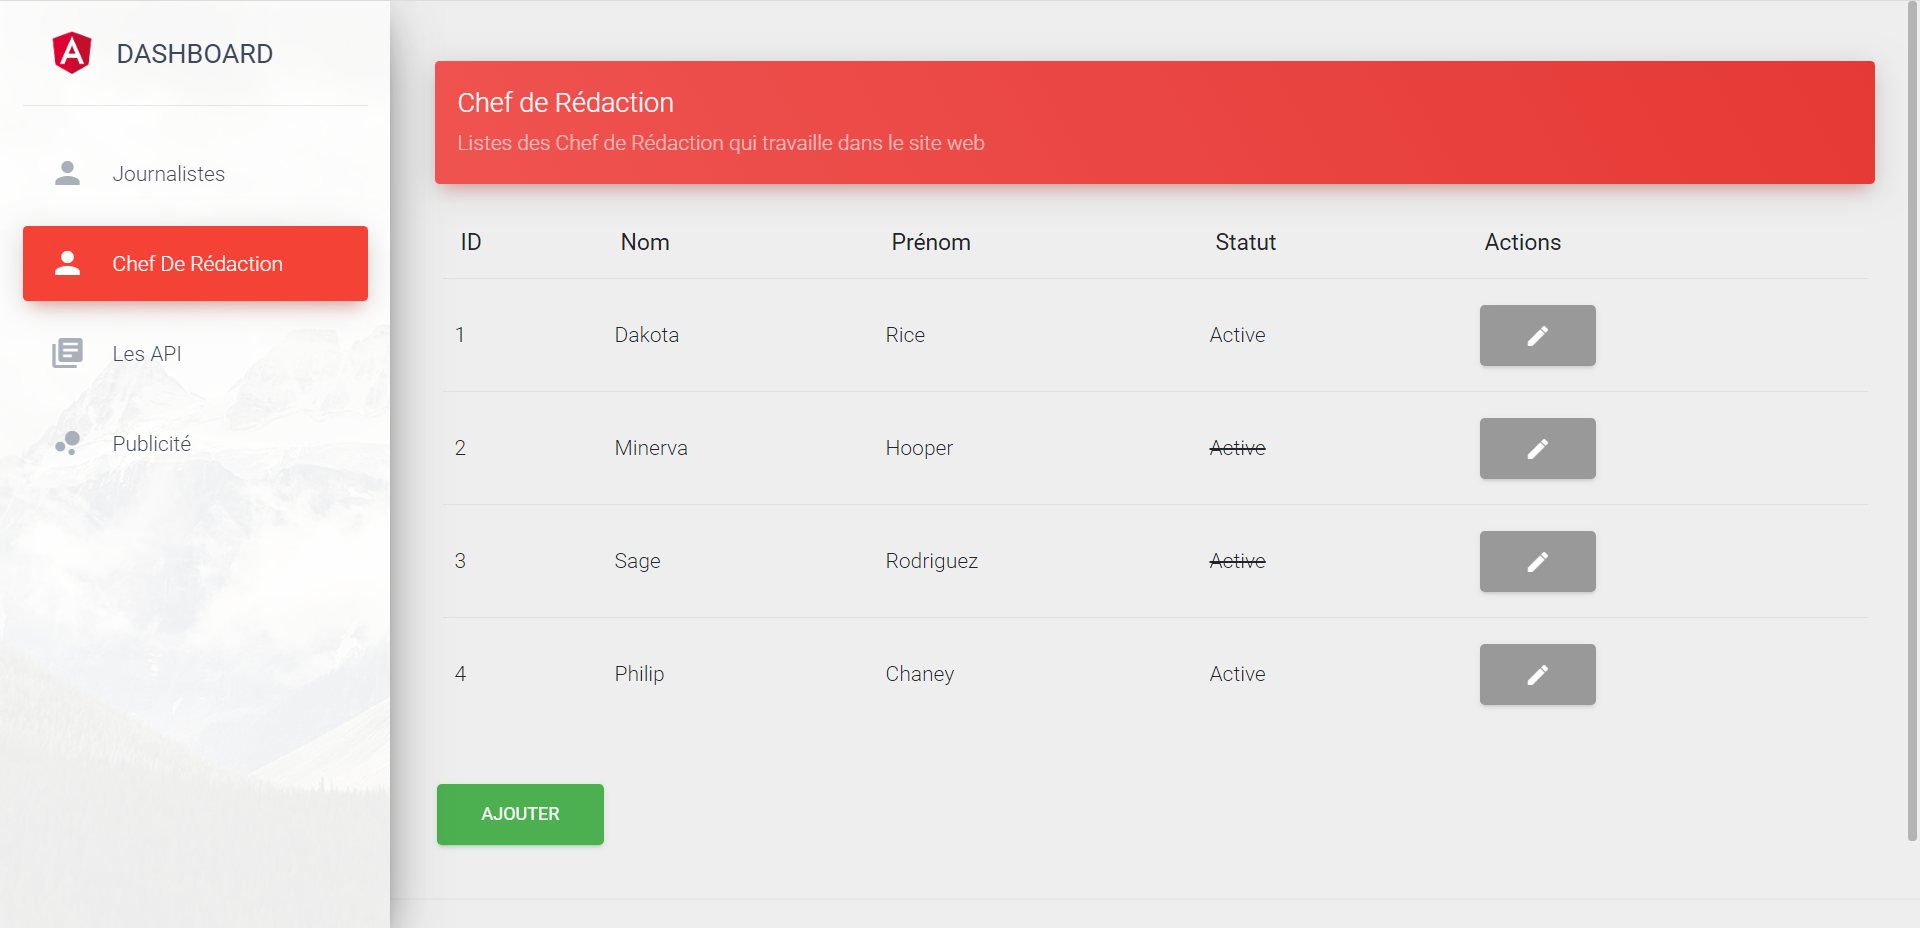 DASHBOARD
Journalistes
Chef De Rédaction
Les API
Publicité
Chef de Rédaction
Listes des Chef de Rédaction qui travaille dans le site web
ID Nom Prénom Statut Actions
1 Dakota Rice Active
2 Minerva Hooper Active
3 Sage Rodriguez Active
4 Philip Chaney Active
AJOUTER